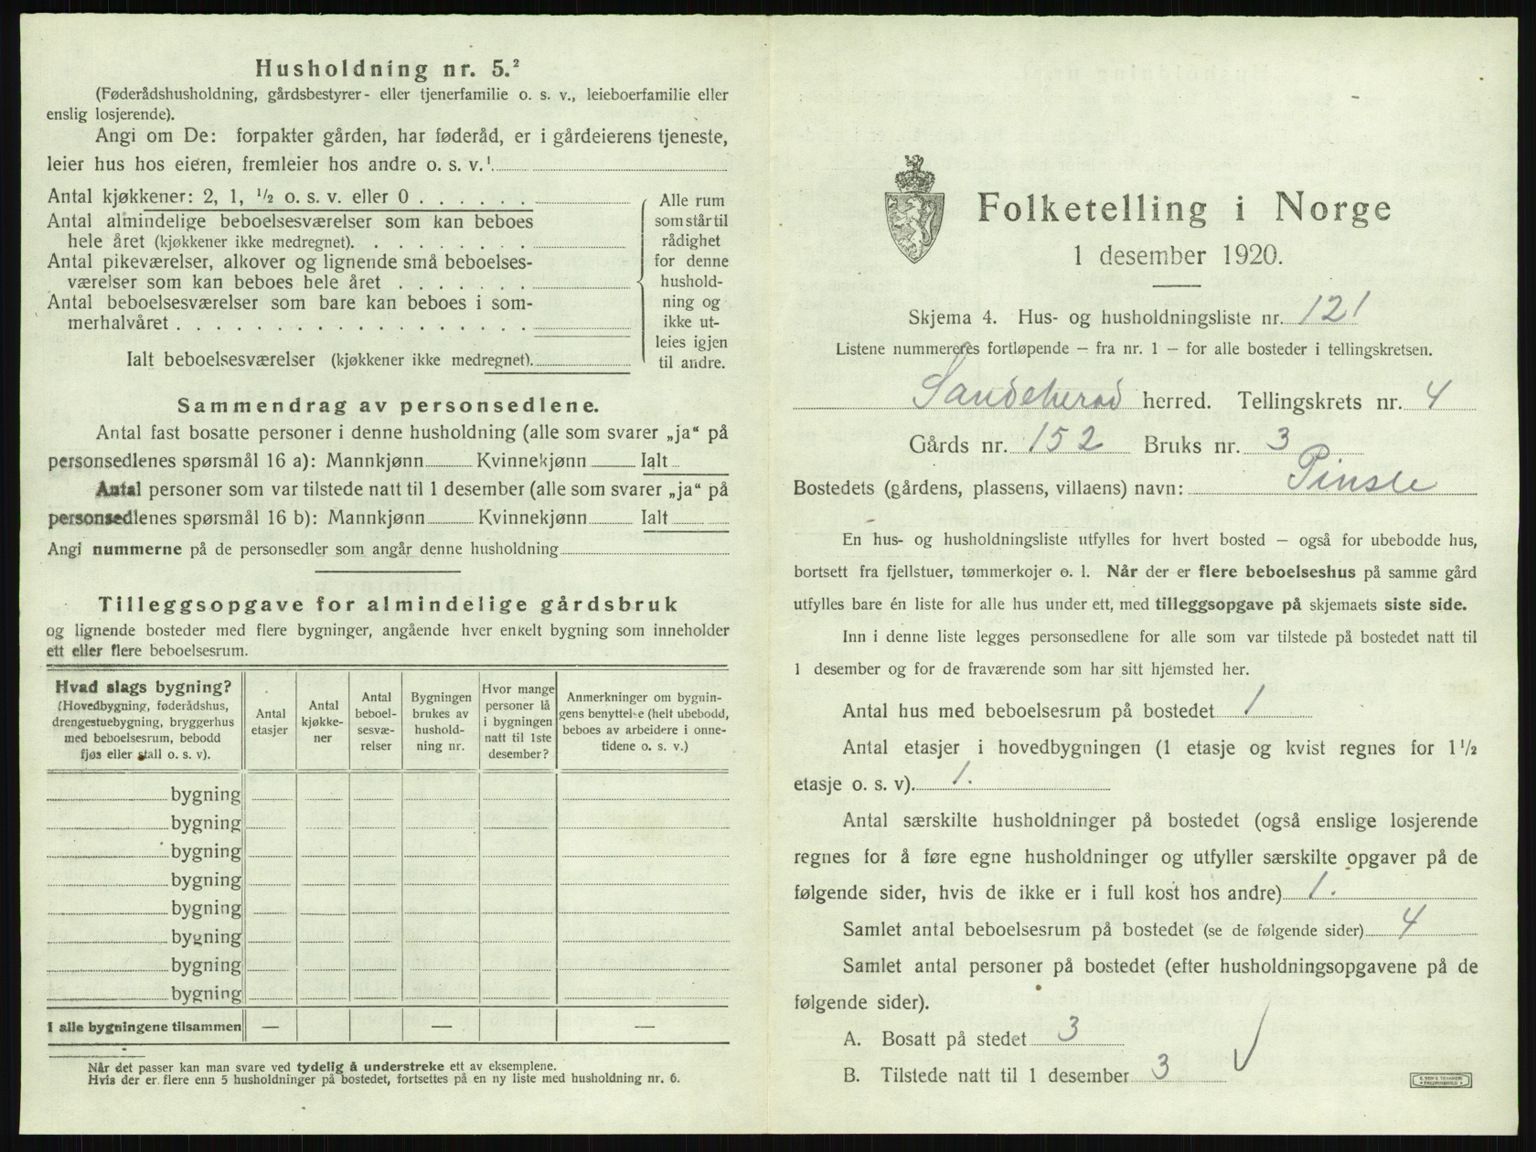 Husholdning nr. 5.²
(Føderådshusholdning, gårdsbestyrer- eller tjenerfamilie o. s. v., leieboerfamilie eller
enslig losjerende).
Angi om De: forpakter gården, har føderåd, er i gårdeierens tjeneste,
leier hus hos eieren, fremleier hos andre o. s. v.¹
Antal kjøkkener: 2, 1, ½ o. s. v. eller 0 . . . . . .
Antal almindelige beboelsesværelser som kan beboes
hele året (kjøkkener ikke medregnet). . . . . . . .
Antal pikeværelser, alkover og lignende små beboelses-
værelser som kan beboes hele året . . . . . . .
Antal beboelsesværelser som bare kan beboes i som-
merhalvåret . . . . . . . . . . . . . . . . . .
Ialt beboelsesværelser (kjøkkener ikke medregnet).
Alle rum
som står til
rådighet
for denne
hushold-
ning og
ikke ut-
leies igjen
til andre.
Sammendrag av personsedlene.
Antal fast bosatte personer i denne husholdning (alle som svarer „ja“ på
personsedlenes spørsmål 16 a): Mannkjønn Kvinnekjønn Ialt
Antal personer som var tilstede natt til 1 desember (alle som svarer „ja“ på
personsedlenes spørsmål 16 b): Mannkjønn Kvinnekjønn Ialt
Angi nummerne på de personsedler som angår denne husholdning
Tilleggsopgave for almindelige gårdsbruk
og lignende bosteder med flere bygninger, angående hver enkelt bygning som inneholder
ett eller flere beboelsesrum.
Hvad slags bygning?
(Hovedbygning, føderådshus,
drengestuebygning, bryggerhus
med beboelsesrum, bebodd
fjøs eller stall o. s. v).
Antal
etasjer
Antal
kjøkke-
ner
Antal
beboel-
sesvæ-
relser
Bygningen
brukes av
hushold-
ning nr.
Hvor mange
personer lå
i bygningen
natt til 1ste
desember?
Anmerkninger om bygnin-
gens benyttelse (helt ubebodd,
beboes av arbeidere i onne-
tidene o. s. v.)
bygning
bygning
bygning
bygning
bygning
bygning
bygning
bygning
I alle bygningene tilsammen — — —
Når det passer kan man svare ved tydelig å understreke ett av eksemplene.
Hvis der er flere enn 5 husholdninger på bostedet, fortsettes på en ny liste med husholdning nr. 6.
Folketelling i Norge
1 desember 1920.
Skjema 4. Hus- og husholdningsliste nr. 121
Listene nummereres fortløpende — fra nr. 1 — for alle bosteder i tellingskretsen.
Sandeherad herred. Tellingskrets nr. 4
Gårds nr. 152 Bruks nr. 3
Bostedets (gårdens, plassens, villaens) navn: Pinsle
En hus- og husholdningsliste utfylles for hvert bosted — også for ubebodde hus,
bortsett fra fjellstuer, tømmerkojer o. l. Når der er flere beboelseshus på samme gård
utfylles bare én liste for alle hus under ett, med tilleggsopgave på skjemaets siste side.
Inn i denne liste legges personsedlene for alle som var tilstede på bostedet natt til
1 desember og for de fraværende som har sitt hjemsted her.
Antal hus med beboelsesrum på bostedet 1
Antal etasjer i hovedbygningen (1 etasje og kvist regnes for 1½
etasje o. s. v). 1.
Antal særskilte husholdninger på bostedet (også enslige losjerende
regnes for å føre egne husholdninger og utfyller særskilte opgaver på de
følgende sider, hvis de ikke er i full kost hos andre) 1.
Samlet antal beboelsesrum på bostedet (se de følgende sider) 4
Samlet antal personer på bostedet (efter husholdningsopgavene på de
følgende sider).
A. Bosatt på stedet 3
B. Tilstede natt til 1 desember 3